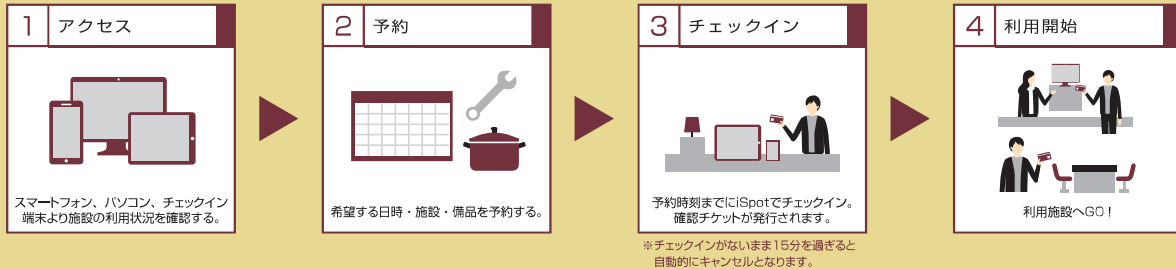 1 アクセス
スマートフォン、パソコン、チェックイン
端末より施設の利用状況を確認する。
2 予約
希望する日時・施設・備品を予約する。
3 チェックイン
予約時刻までにiSpotでチェックイン。
確認チケットが発行されます。
※チェックインがないまま15分を過ぎると
自動的にキャンセルとなります。
4 利用開始
利用施設へGO！